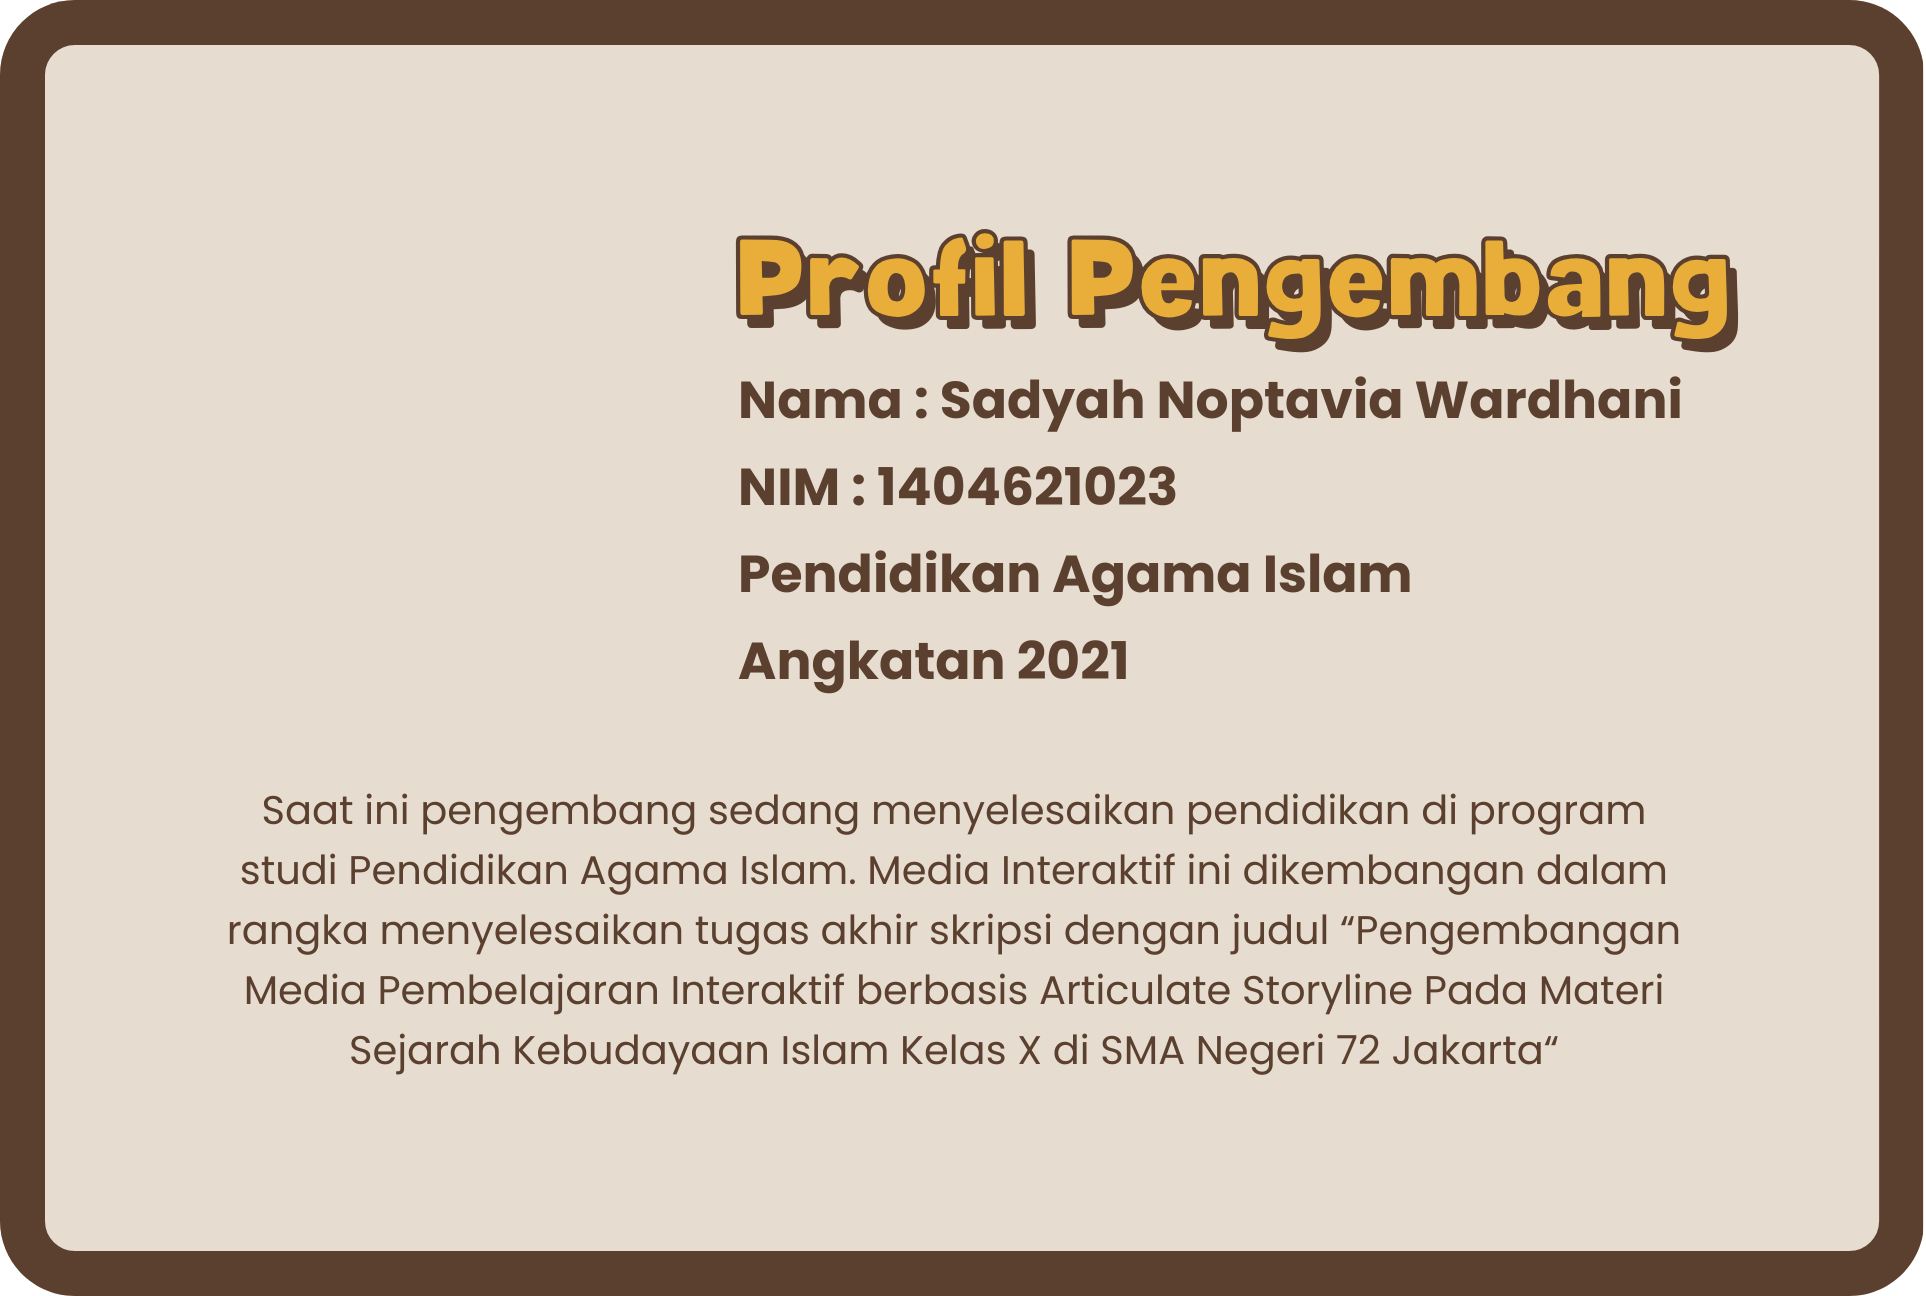 Profil Pengembang
Nama : Sadyah Noptavia Wardhani
NIM : 1404621023
Pendidikan Agama Islam
Angkatan 2021
Saat ini pengembang sedang menyelesaikan pendidikan di program
studi Pendidikan Agama Islam. Media Interaktif ini dikembangan dalam
rangka menyelesaikan tugas akhir skripsi dengan judul “Pengembangan
Media Pembelajaran Interaktif berbasis Articulate Storyline Pada Materi
Sejarah Kebudayaan Islam Kelas X di SMA Negeri 72 Jakarta“